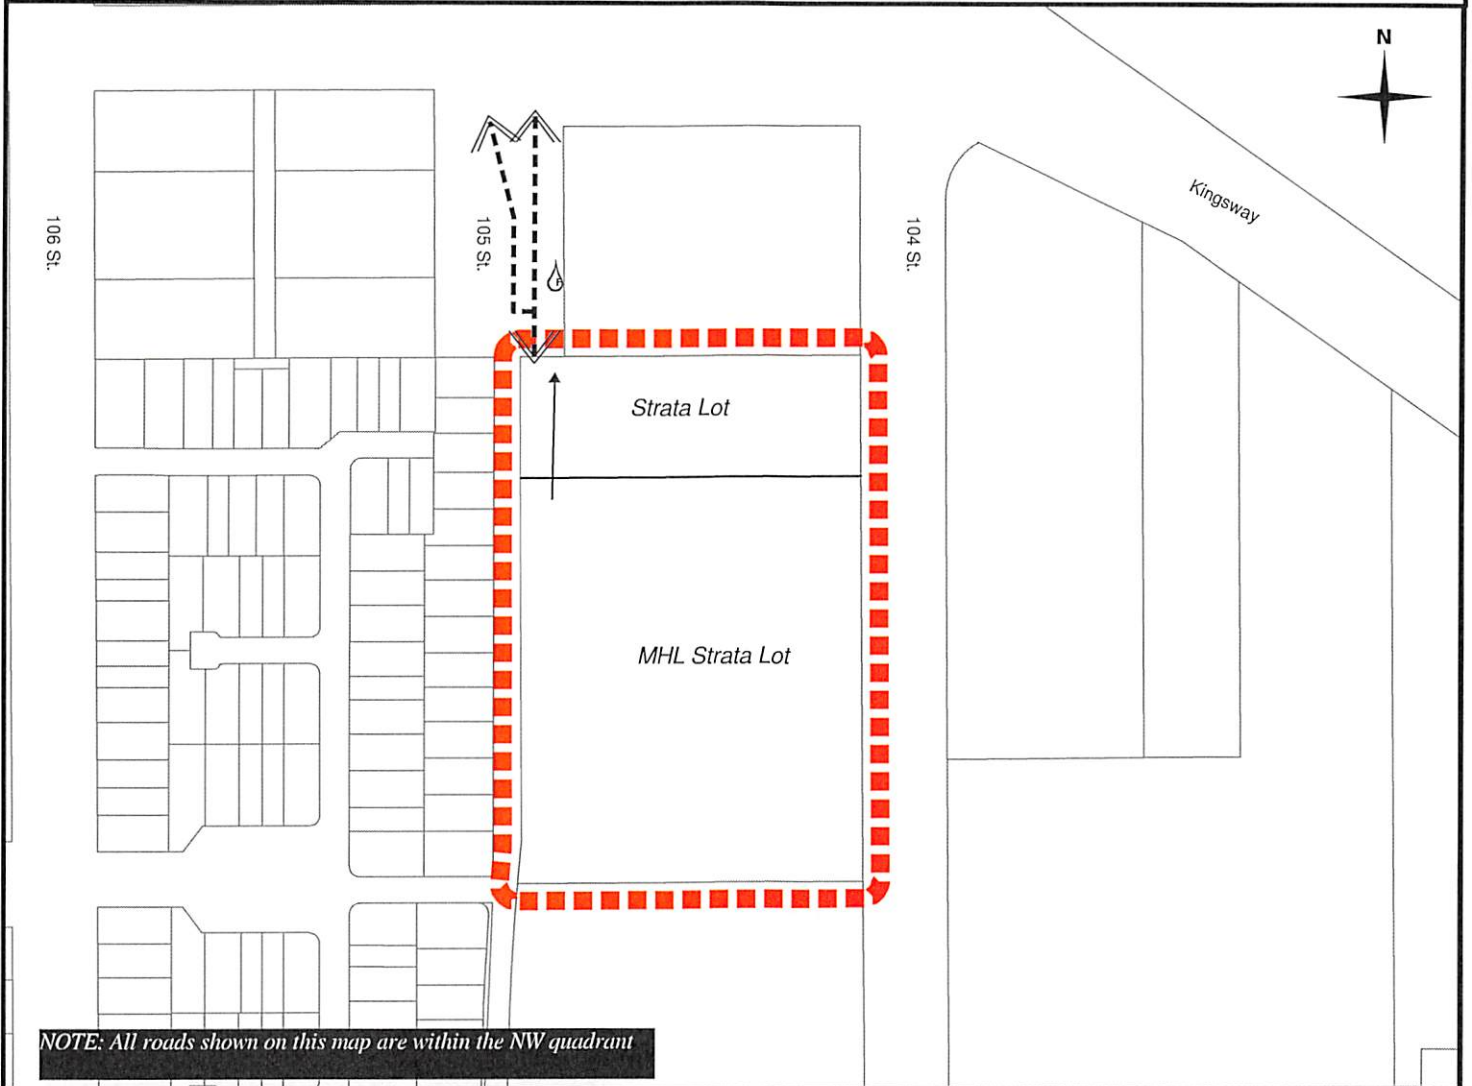 N
Kingsway
106 St.
105 St.
104 St.
F
Strata Lot
MHL Strata Lot
NOTE: All roads shown on this map are within the NW quadrant